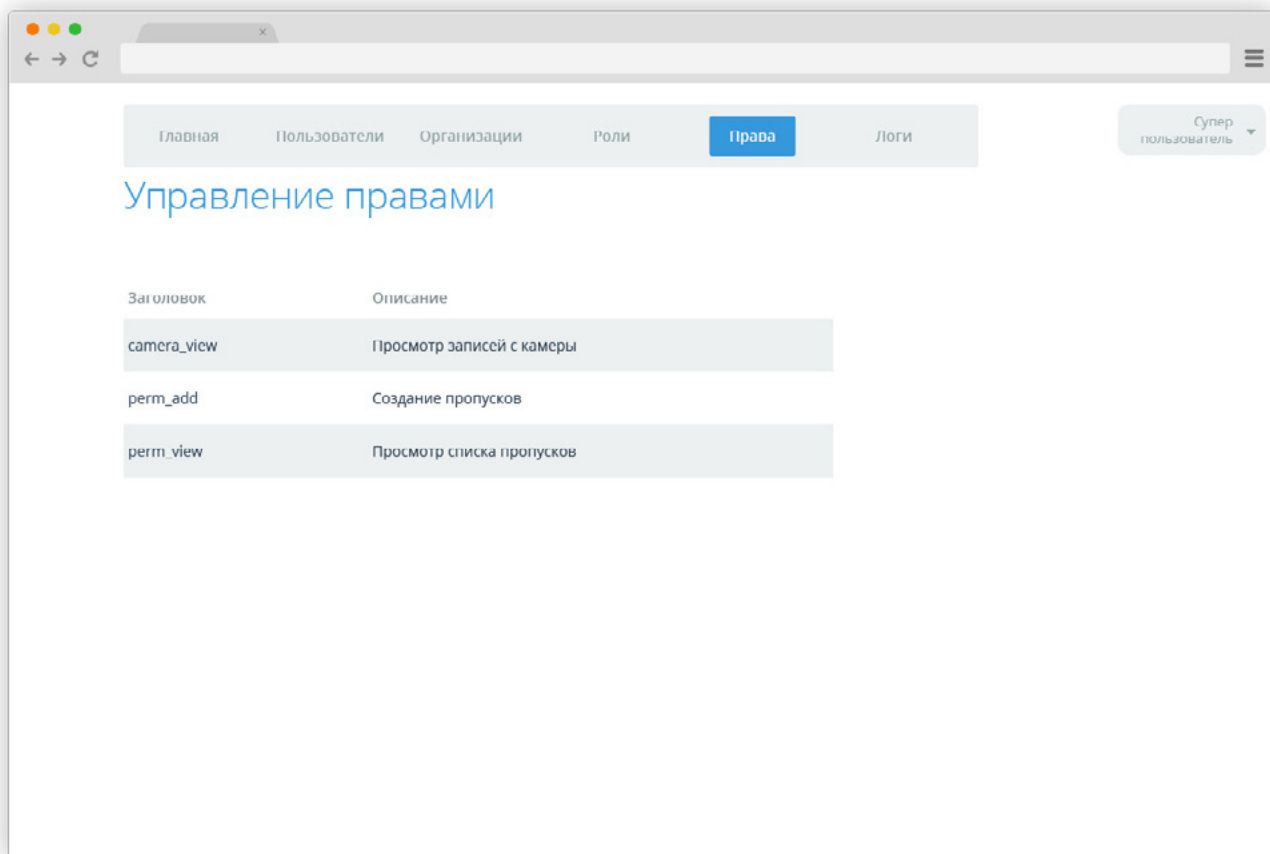 Главная Пользователи Организации Роли Права Логи
Супер
пользователь
Управление правами
Заголовок Описание
camera_view Просмотр записей с камеры
perm_add Создание пропусков
perm_view Просмотр списка пропусков